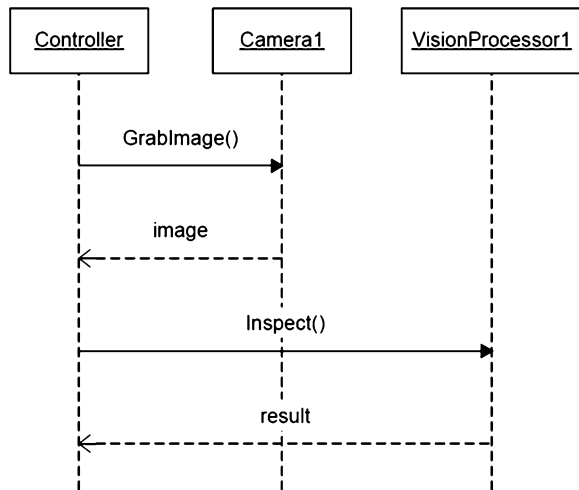 Controller
Camera1
VisionProcessor1
GrabImage()
image
Inspect()
result